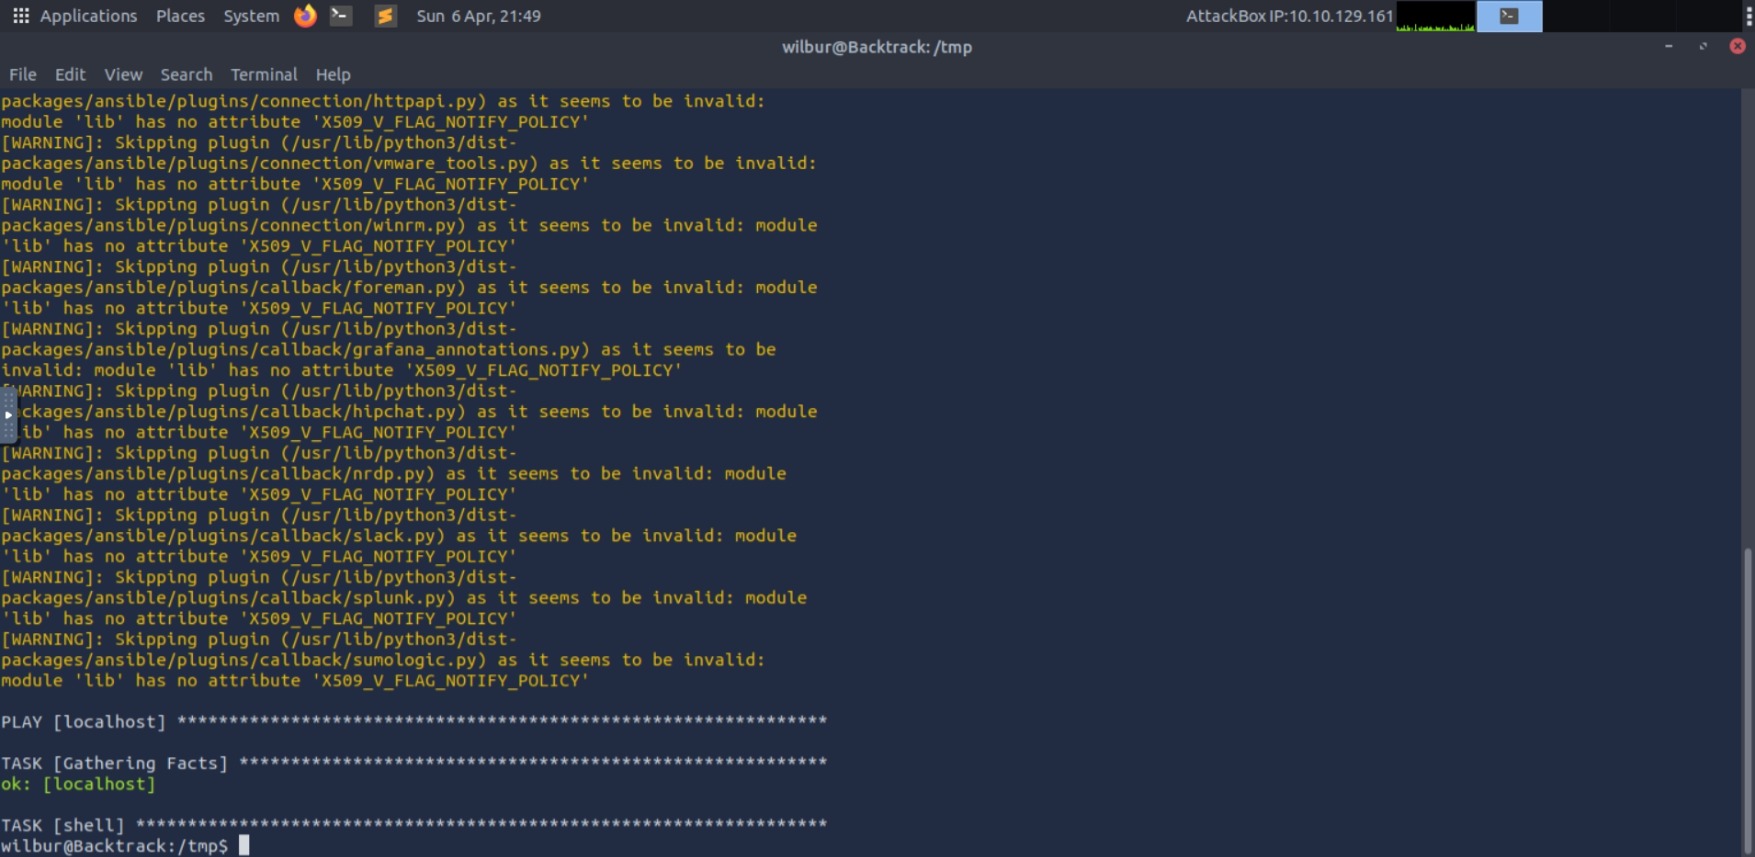 Applications Places System Sun 6 Apr, 21:49 AttackBox IP:10.10.129.161
wilbur@Backtrack: /tmp
File Edit View Search Terminal Help
packages/ansible/plugins/connection/httpapi.py) as it seems to be invalid:
module 'lib' has no attribute 'X509_V_FLAG_NOTIFY_POLICY'
[WARNING]: Skipping plugin (/usr/lib/python3/dist-
packages/ansible/plugins/connection/vmware_tools.py) as it seems to be invalid:
module 'lib' has no attribute 'X509_V_FLAG_NOTIFY_POLICY'
[WARNING]: Skipping plugin (/usr/lib/python3/dist-
packages/ansible/plugins/connection/winrm.py) as it seems to be invalid: module
'lib' has no attribute 'X509_V_FLAG_NOTIFY_POLICY'
[WARNING]: Skipping plugin (/usr/lib/python3/dist-
packages/ansible/plugins/callback/foreman.py) as it seems to be invalid: module
'lib' has no attribute 'X509_V_FLAG_NOTIFY_POLICY'
[WARNING]: Skipping plugin (/usr/lib/python3/dist-
packages/ansible/plugins/callback/grafana_annotations.py) as it seems to be
invalid: module 'lib' has no attribute 'X509_V_FLAG_NOTIFY_POLICY'
[WARNING]: Skipping plugin (/usr/lib/python3/dist-
packages/ansible/plugins/callback/hipchat.py) as it seems to be invalid: module
'lib' has no attribute 'X509_V_FLAG_NOTIFY_POLICY'
[WARNING]: Skipping plugin (/usr/lib/python3/dist-
packages/ansible/plugins/callback/nrdp.py) as it seems to be invalid: module
'lib' has no attribute 'X509_V_FLAG_NOTIFY_POLICY'
[WARNING]: Skipping plugin (/usr/lib/python3/dist-
packages/ansible/plugins/callback/slack.py) as it seems to be invalid: module
'lib' has no attribute 'X509_V_FLAG_NOTIFY_POLICY'
[WARNING]: Skipping plugin (/usr/lib/python3/dist-
packages/ansible/plugins/callback/splunk.py) as it seems to be invalid: module
'lib' has no attribute 'X509_V_FLAG_NOTIFY_POLICY'
[WARNING]: Skipping plugin (/usr/lib/python3/dist-
packages/ansible/plugins/callback/sumologic.py) as it seems to be invalid:
module 'lib' has no attribute 'X509_V_FLAG_NOTIFY_POLICY'
PLAY [localhost] ***************************************************************
TASK [Gathering Facts] *********************************************************
ok: [localhost]
TASK [shell] *******************************************************************
wilbur@Backtrack:/tmp$